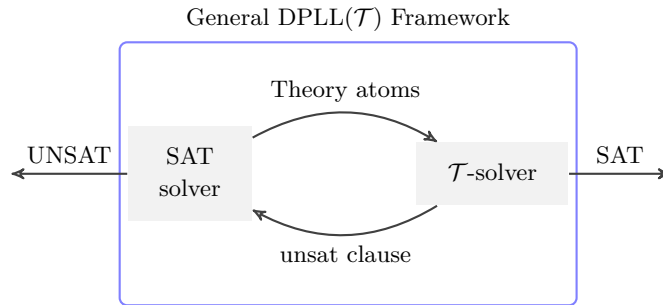 General DPLL(𝒯) Framework
Theory atoms
UNSAT
SAT
solver
𝒯-solver
SAT
unsat clause